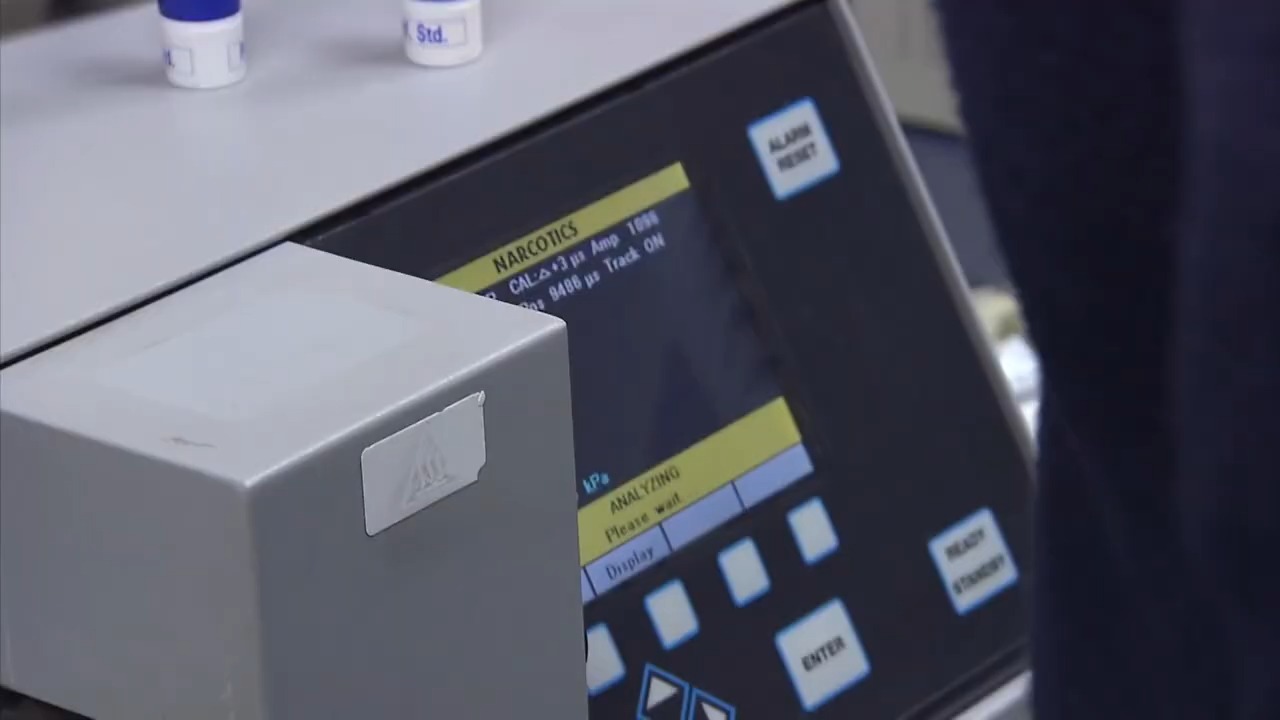 Std.
ALARM
RESET
NARCOTICS
CAL:△+3 µs Amp 1098
9486 µs Track ON
kPa
ANALYZING
Please wait
Display
READY
STANDBY
ENTER